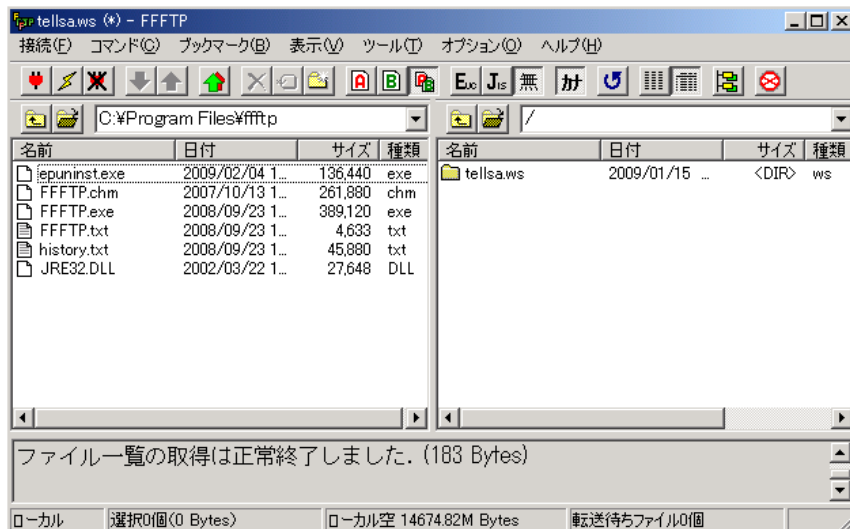 tellsa.ws (*) - FFFTP
接続(F) コマンド(C) ブックマーク(B) 表示(V) ツール(T) オプション(O) ヘルプ(H)
A B Euc Jis 無 カナ
C:¥Program Files¥ffftp /
名前 日付 サイズ 種類 名前 日付 サイズ 種類
epuninst.exe 2009/02/04 1... 136,440 exe tellsa.ws 2009/01/15 ... <DIR> ws
FFFTP.chm 2007/10/13 1... 261,880 chm
FFFTP.exe 2008/09/23 1... 389,120 exe
FFFTP.txt 2008/09/23 1... 4,633 txt
history.txt 2008/09/23 1... 45,880 txt
JRE32.DLL 2002/03/22 1... 27,648 DLL
ファイル一覧の取得は正常終了しました. (183 Bytes)
ローカル 選択0個(0 Bytes) ローカル空 14674.82M Bytes 転送待ちファイル0個